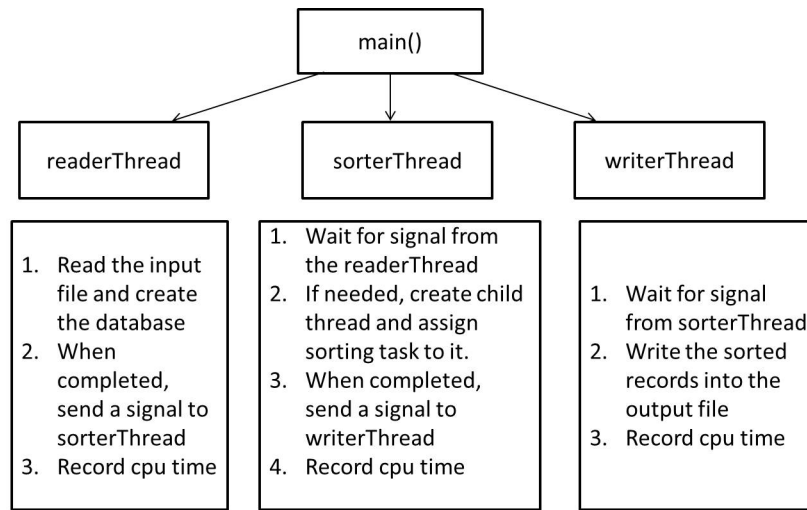 main()
readerThread
sorterThread
writerThread
1. Read the input
file and create
the database
2. When
completed,
send a signal to
sorterThread
3. Record cpu time
1. Wait for signal from
the readerThread
2. If needed, create child
thread and assign
sorting task to it.
3. When completed,
send a signal to
writerThread
4. Record cpu time
1. Wait for signal
from sorterThread
2. Write the sorted
records into the
output file
3. Record cpu time